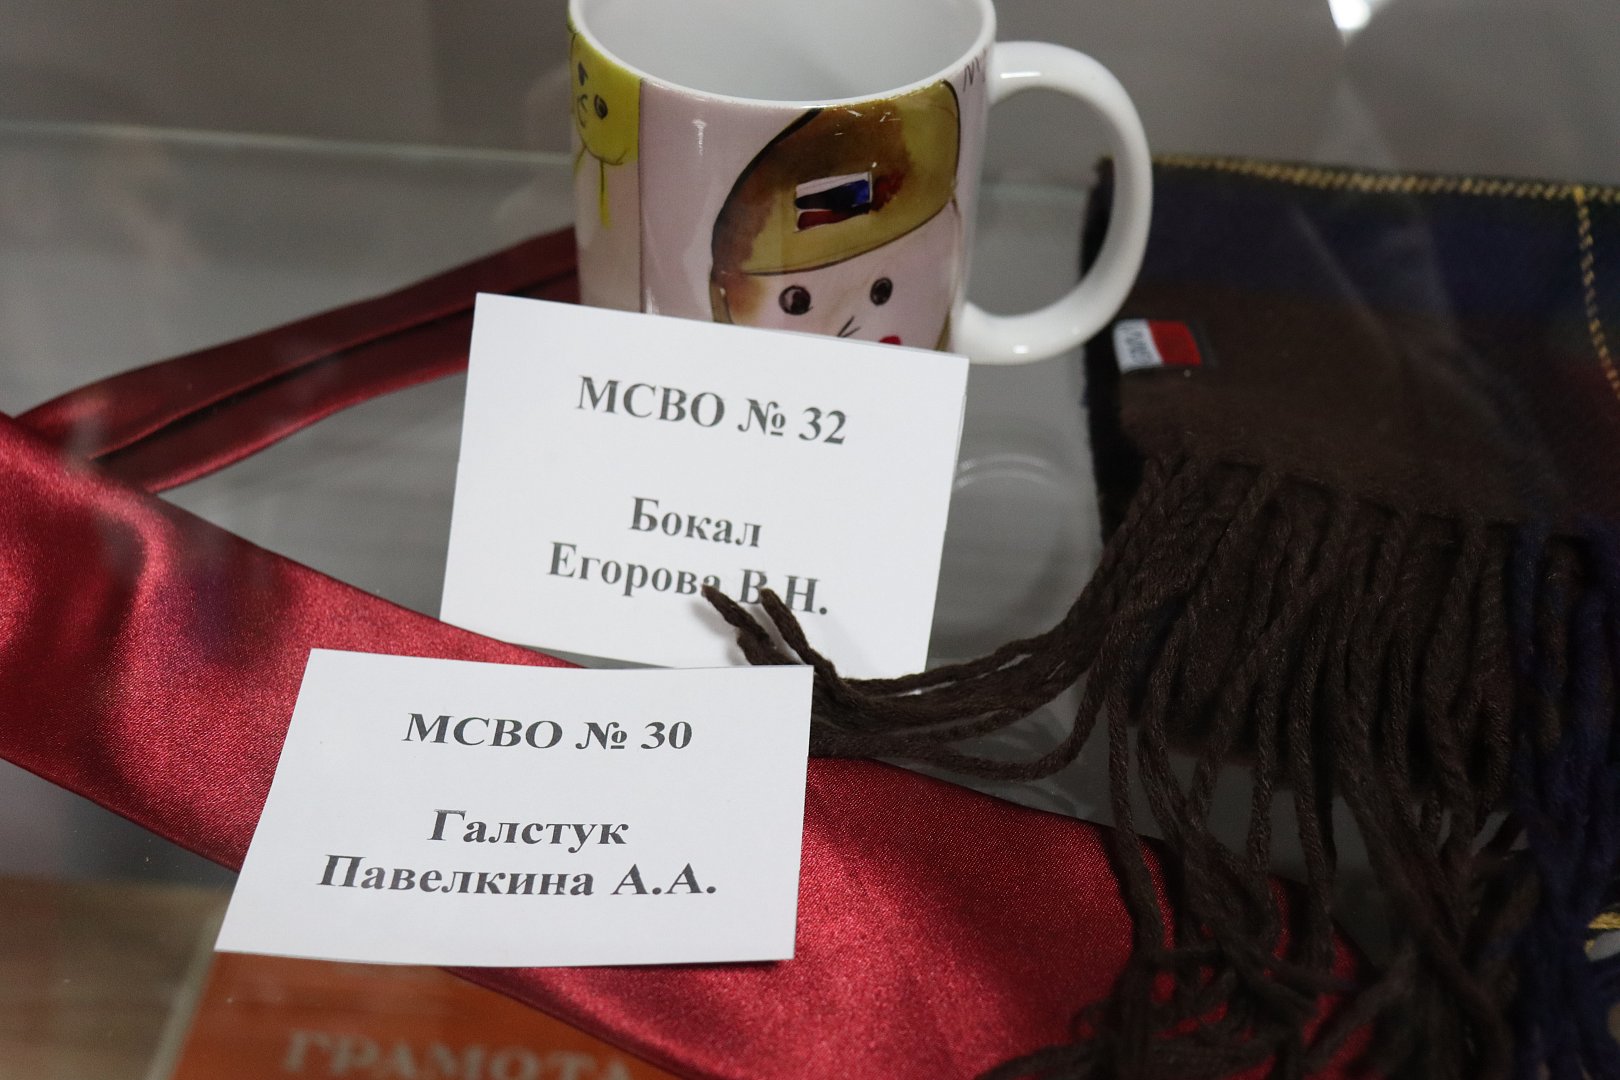 МСВО № 32
Бокал
Егорова В.Н.
МСВО № 30
Галстук
Павелкина А.А.
ГРАМОТА